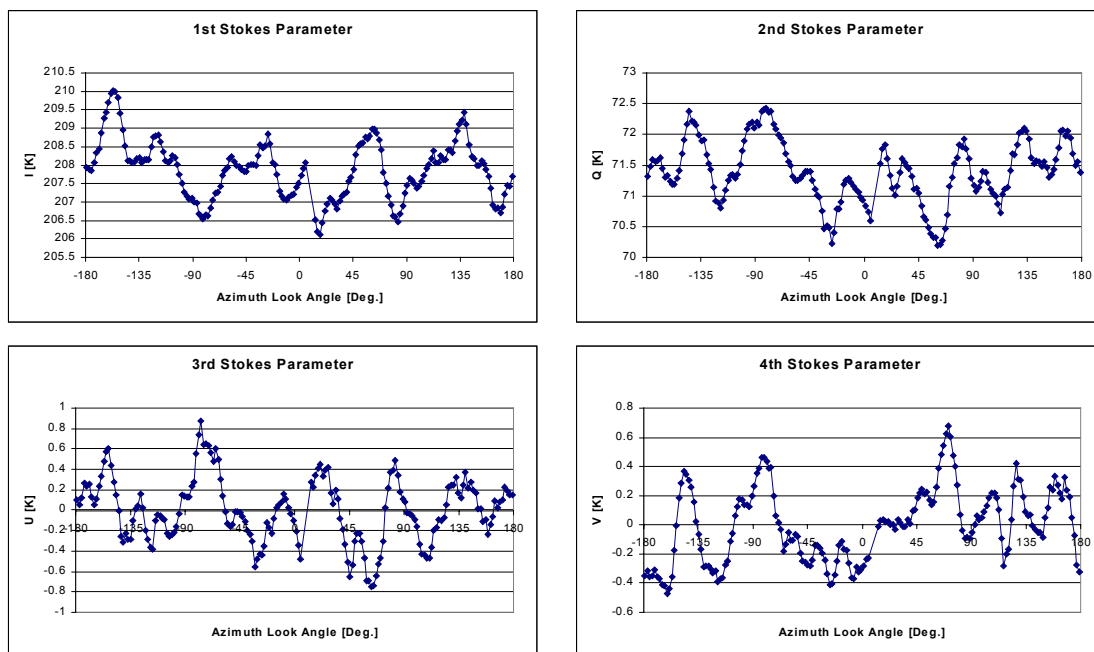 1st Stokes Parameter
I [K]
210.5
210
209.5
209
208.5
208
207.5
207
206.5
206
205.5
-180 -135 -90 -45 0 45 90 135 180
Azimuth Look Angle [Deg.]
2nd Stokes Parameter
Q [K]
73
72.5
72
71.5
71
70.5
70
-180 -135 -90 -45 0 45 90 135 180
Azimuth Look Angle [Deg.]
3rd Stokes Parameter
U [K]
1
0.8
0.6
0.4
0.2
0
-0.2
-0.4
-0.6
-0.8
-1
-180 -135 -90 -45 0 45 90 135 180
Azimuth Look Angle [Deg.]
4th Stokes Parameter
V [K]
0.8
0.6
0.4
0.2
0
-0.2
-0.4
-0.6
-180 -135 -90 -45 0 45 90 135 180
Azimuth Look Angle [Deg.]